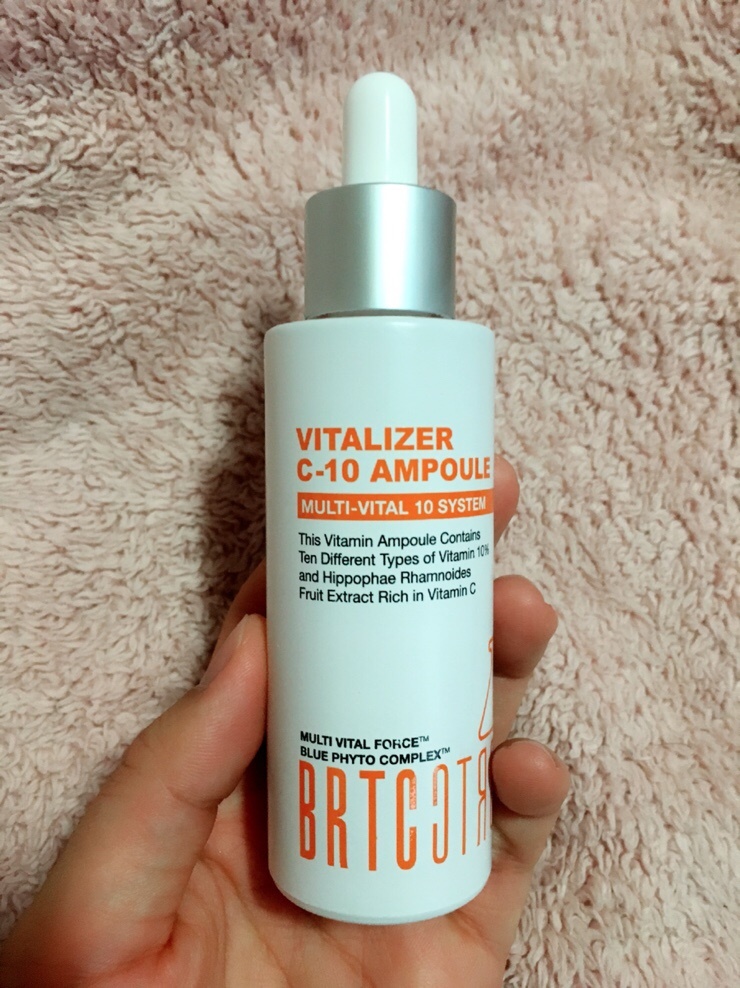 VITALIZER
C-10 AMPOULE
MULTI-VITAL 10 SYSTEM
This Vitamin Ampoule Contains
Ten Different Types of Vitamin 10%
and Hippophae Rhamnoides
Fruit Extract Rich in Vitamin C
MULTI VITAL FORCE™
BLUE PHYTO COMPLEX™
BRTC